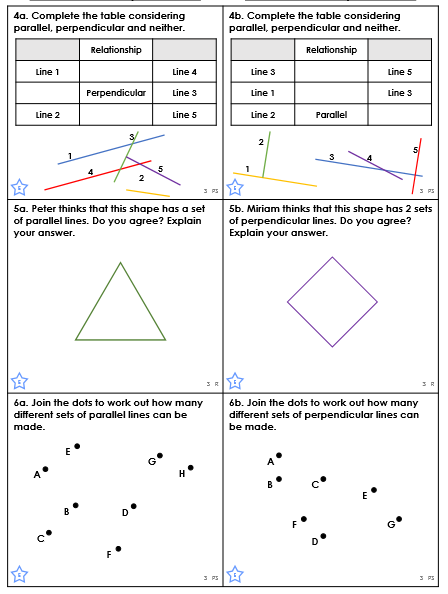 4a. Complete the table considering
parallel, perpendicular and neither.
Relationship
Line 1 Line 4
Perpendicular Line 3
Line 2 Line 5
3
1
4
5
2
E
3 PS
4b. Complete the table considering
parallel, perpendicular and neither.
Relationship
Line 3 Line 5
Line 1 Line 3
Line 2 Parallel
2
5
3
4
1
E
3 PS
5a. Peter thinks that this shape has a set
of parallel lines. Do you agree? Explain
your answer.
E
3 R
5b. Miriam thinks that this shape has 2 sets
of perpendicular lines. Do you agree?
Explain your answer.
E
3 R
6a. Join the dots to work out how many
different sets of parallel lines can be
made.
E
G
A
H
B
D
C
F
E
3 PS
6b. Join the dots to work out how many
different sets of perpendicular lines can
be made.
A
B
C
E
F
G
D
E
3 PS